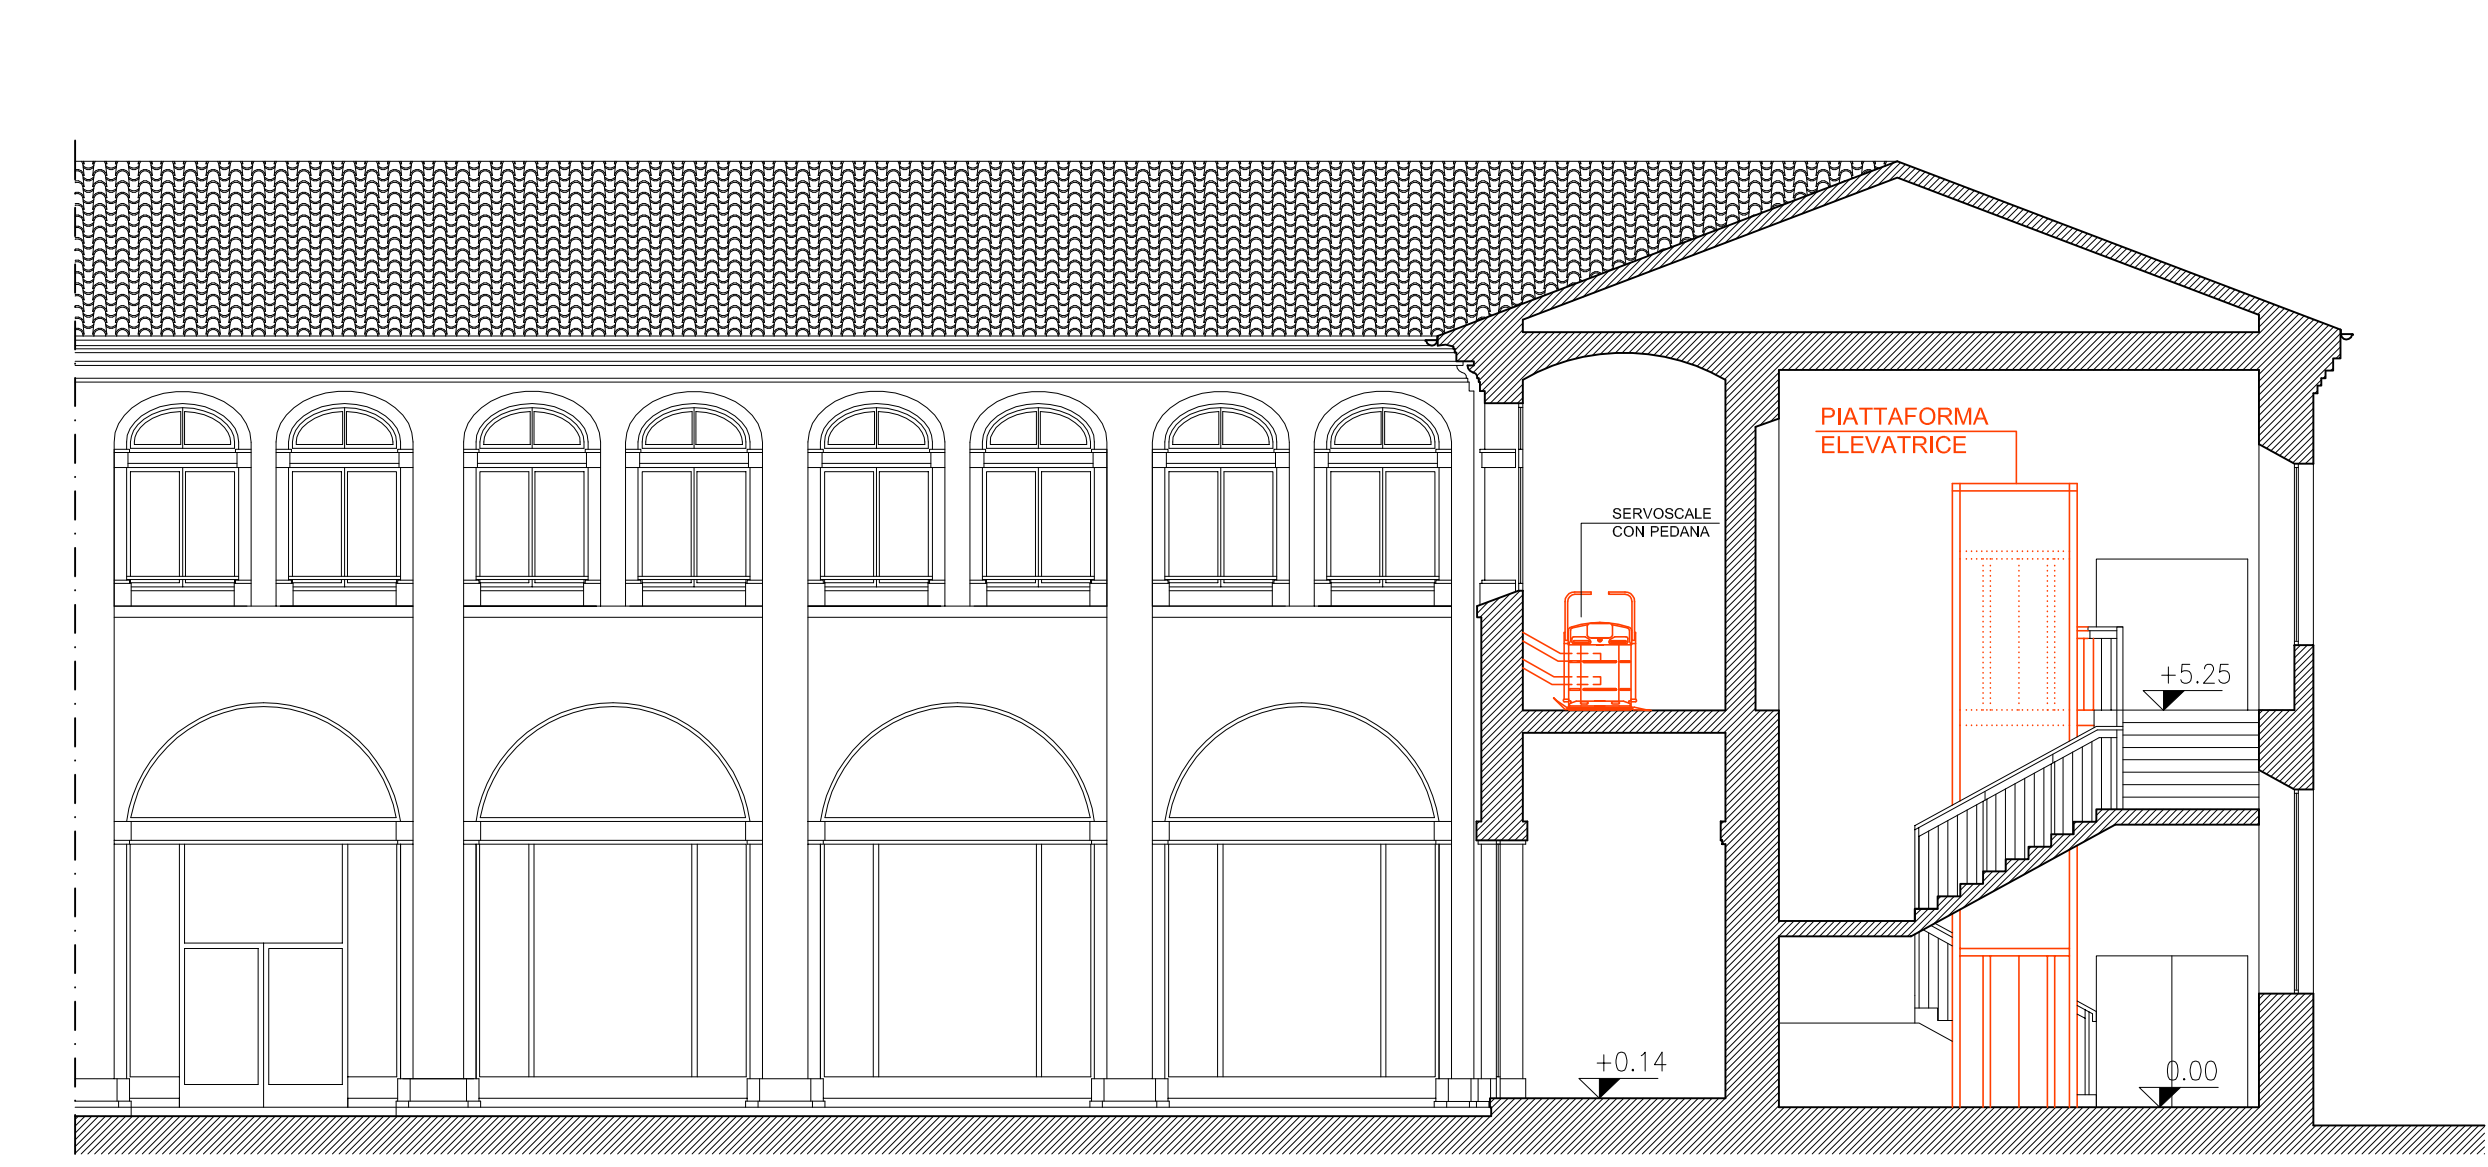 PIATTAFORMA
ELEVATRICE
SERVOSCALE
CON PEDANA
+5.25
+0.14
0.00